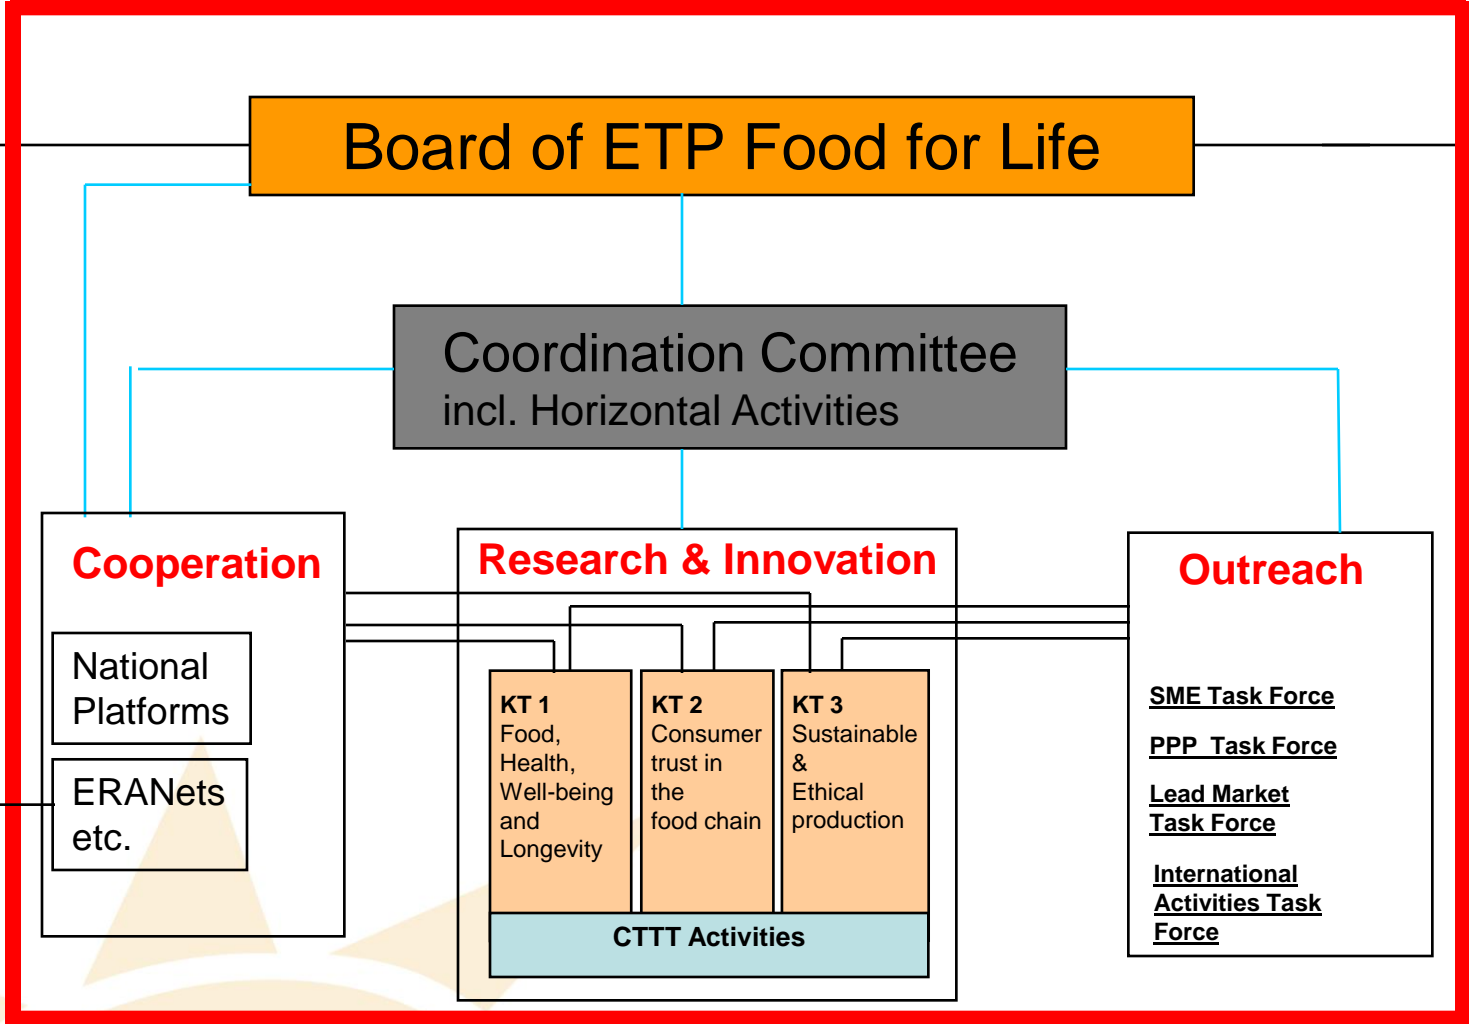 Board of ETP Food for Life
Coordination Committee
incl. Horizontal Activities
Cooperation
National
Platforms
ERANets
etc.
Research & Innovation
KT 1
Food,
Health,
Well-being
and
Longevity
KT 2
Consumer
trust in
the
food chain
KT 3
Sustainable
&
Ethical
production
CTTT Activities
Outreach
SME Task Force
PPP  Task Force
Lead Market
Task Force
International
Activities Task
Force